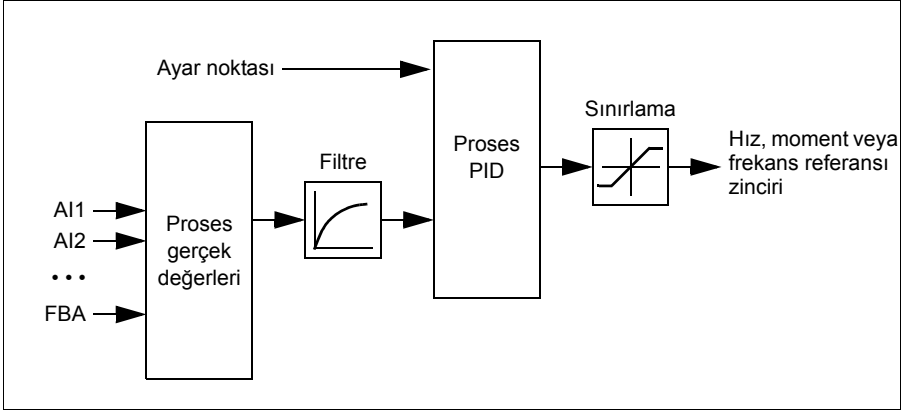 Ayar noktası
Sınırlama
Proses
PID
Hız, moment veya
frekans referansı
zinciri
Filtre
AI1
AI2
...
FBA
Proses
gerçek
değerleri